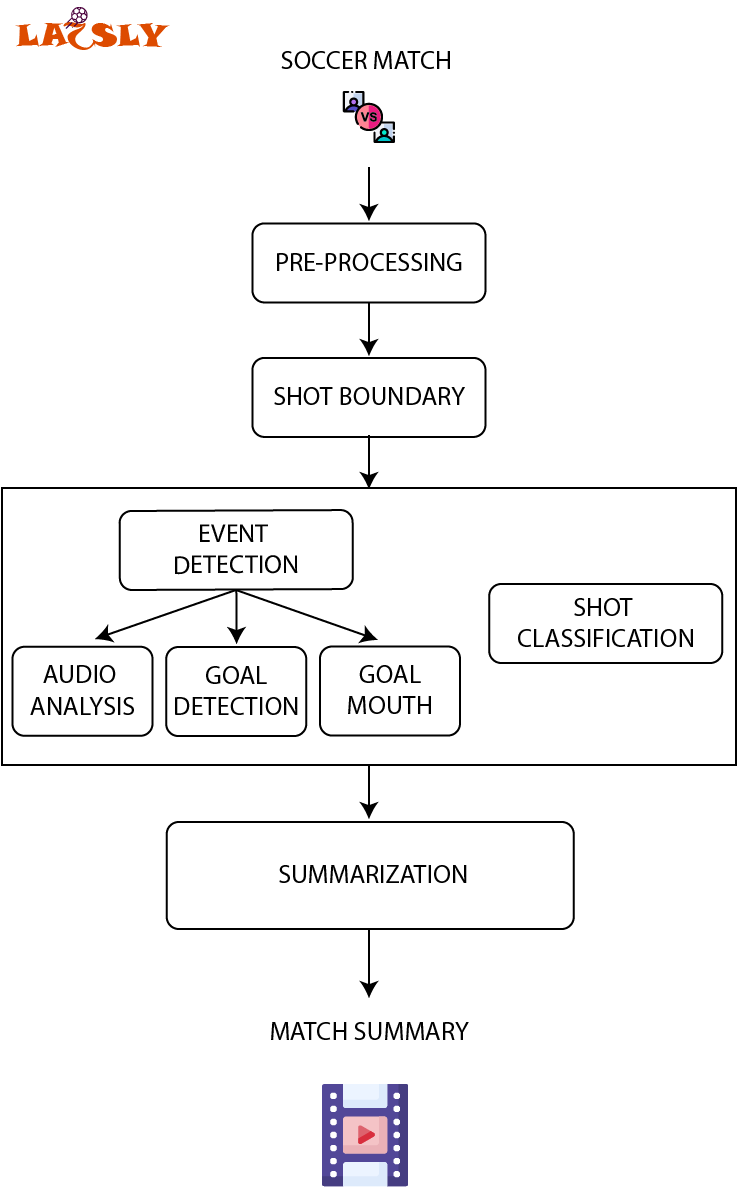 LATSLY
SOCCER MATCH
VS
PRE-PROCESSING
SHOT BOUNDARY
EVENT
DETECTION
SHOT
CLASSIFICATION
AUDIO
ANALYSIS
GOAL
DETECTION
GOAL
MOUTH
SUMMARIZATION
MATCH SUMMARY